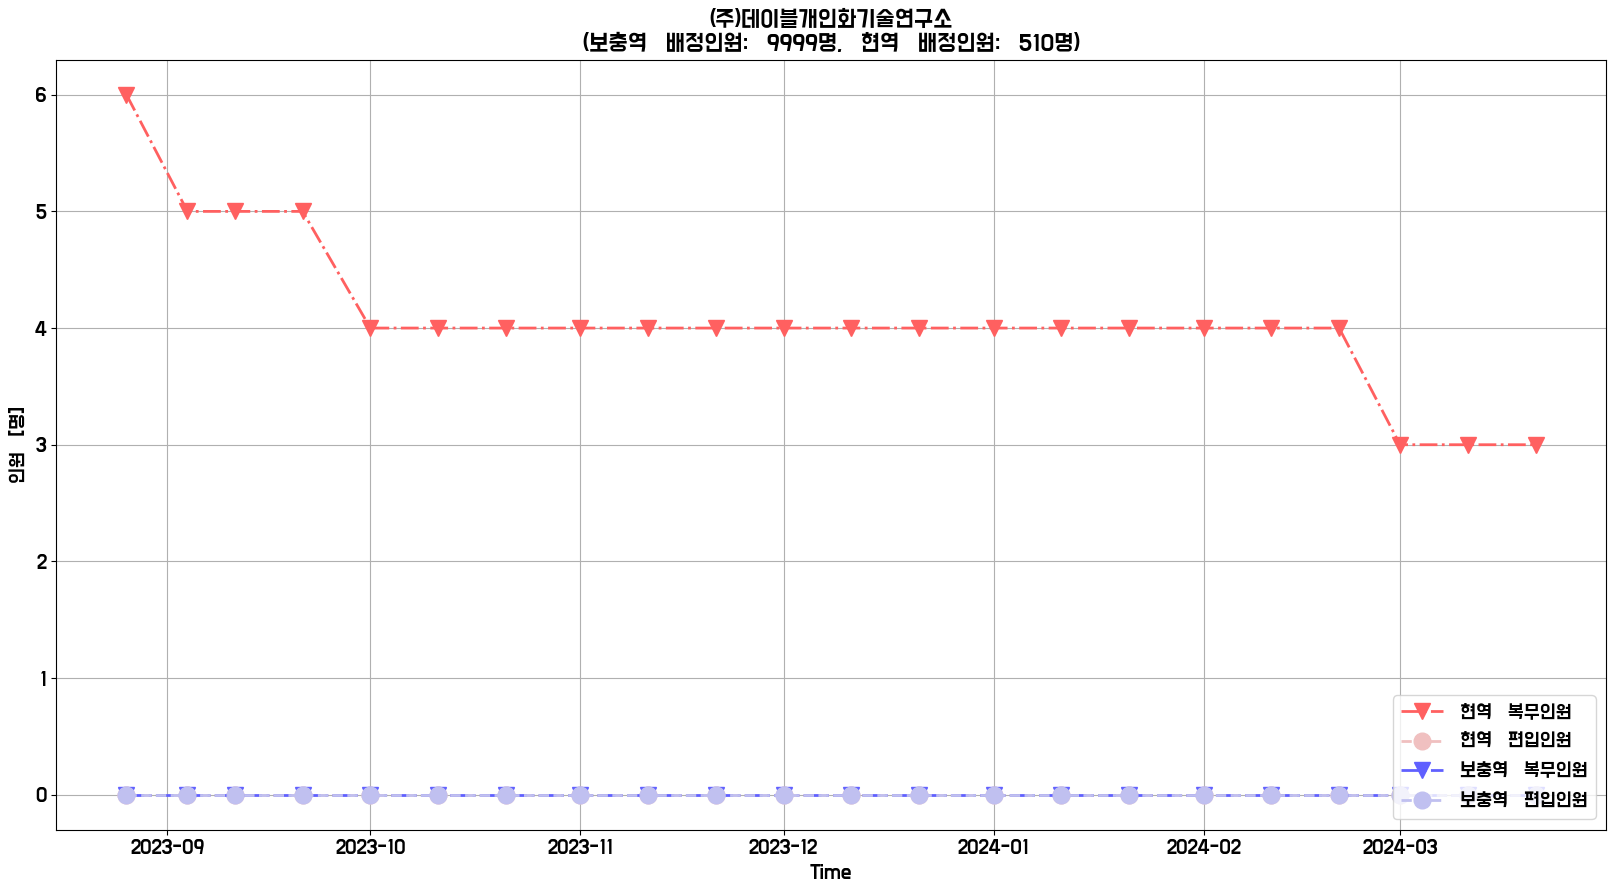 (주)데이블개인화기술연구소
(보충역 배정인원: 9999명, 현역 배정인원: 510명)
6
5
4
3
2
1
0
인원 [명]
2023-09 2023-10 2023-11 2023-12 2024-01 2024-02 2024-03
Time
현역 복무인원
현역 편입인원
보충역 복무인원
보충역 편입인원